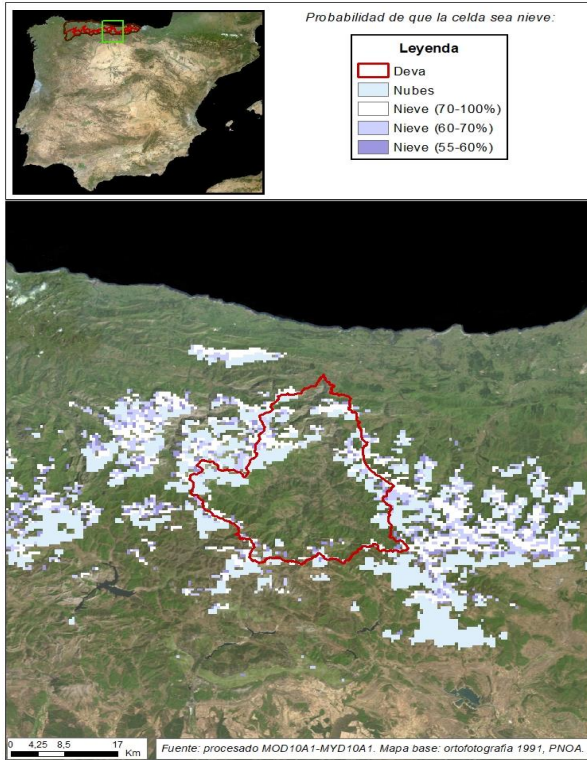 Probabilidad de que la celda sea nieve:
Leyenda
Deva
Nubes
Nieve (70-100%)
Nieve (60-70%)
Nieve (55-60%)
0 4,25 8,5 17
Km
Fuente: procesado MOD10A1-MYD10A1. Mapa base: ortofotografía 1991, PNOA.